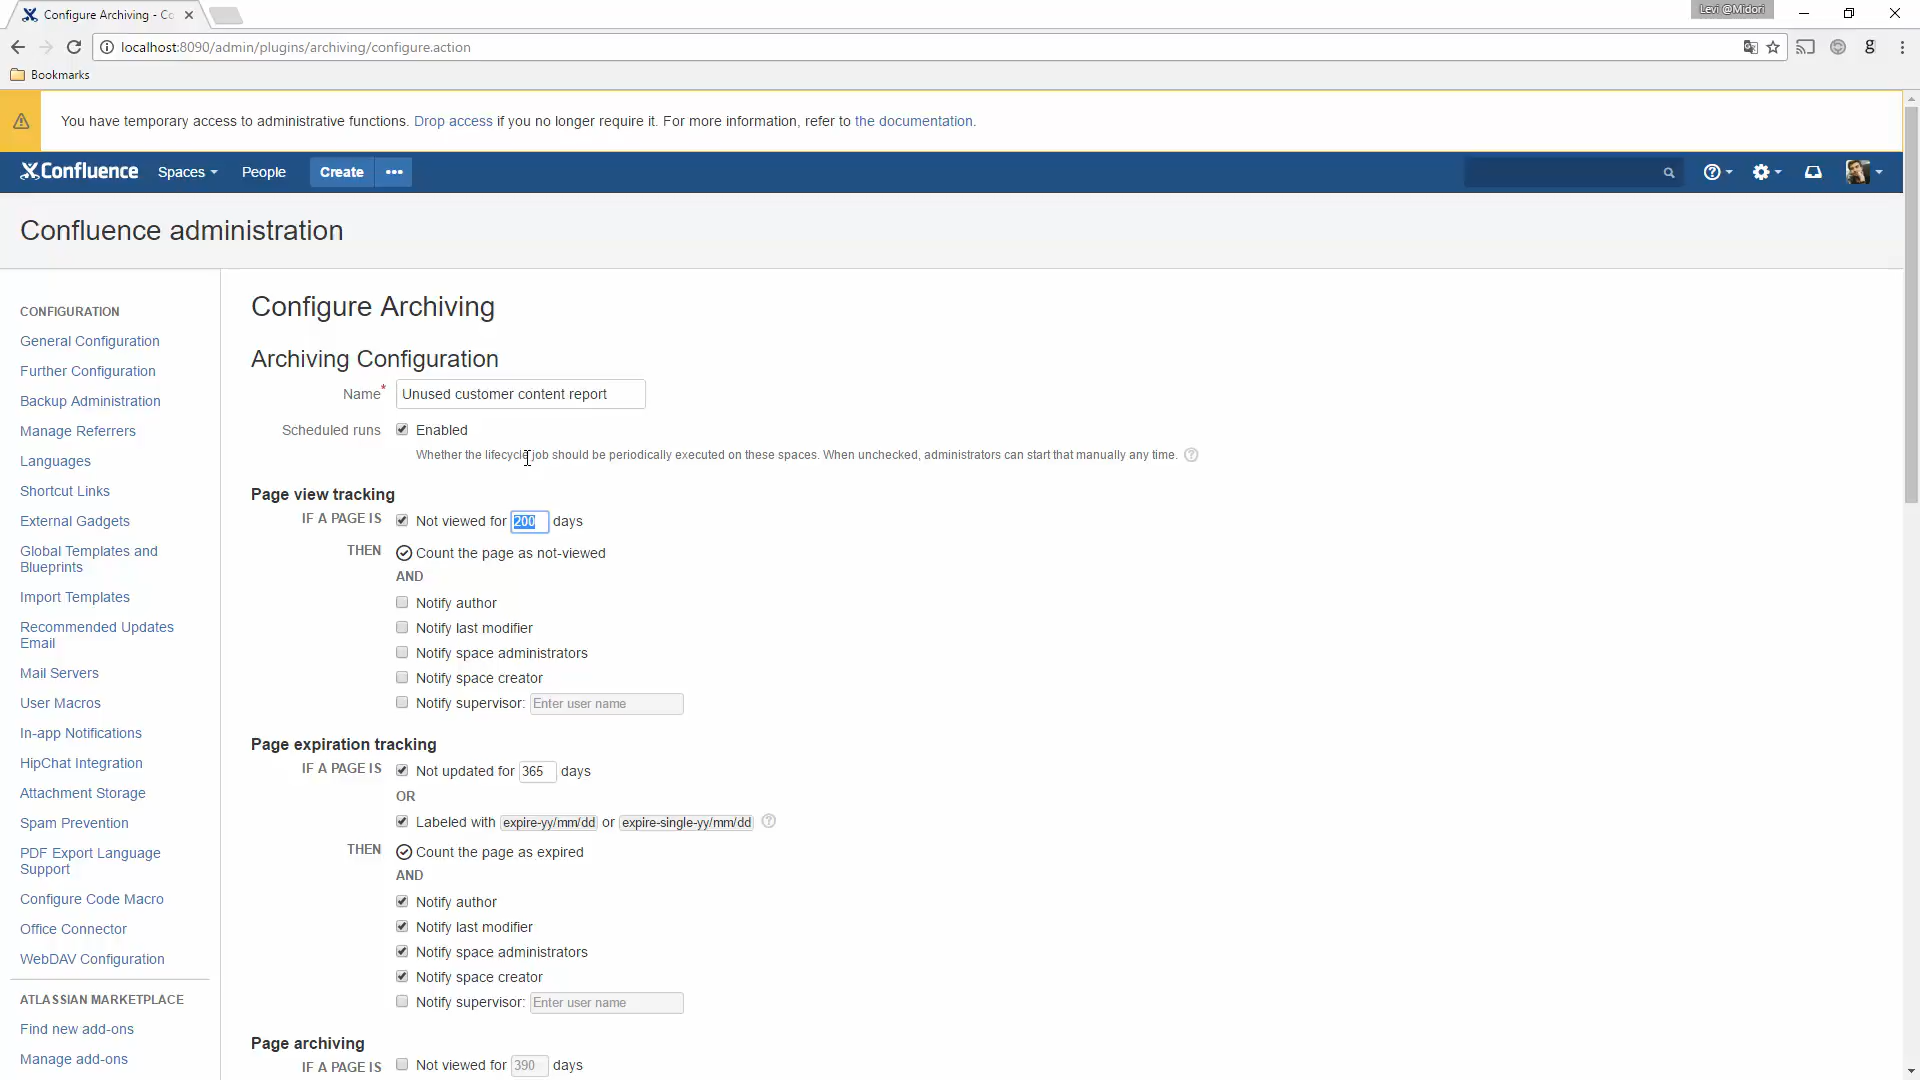 Configure Archiving - Co
Levi @Midori
localhost:8090/admin/plugins/archiving/configure.action
g
Bookmarks
You have temporary access to administrative functions. Drop access if you no longer require it. For more information, refer to the documentation.
Confluence Spaces People Create •••
Confluence administration
CONFIGURATION
General Configuration
Further Configuration
Backup Administration
Manage Referrers
Languages
Shortcut Links
External Gadgets
Global Templates and
Blueprints
Import Templates
Recommended Updates
Email
Mail Servers
User Macros
In-app Notifications
HipChat Integration
Attachment Storage
Spam Prevention
PDF Export Language
Support
Configure Code Macro
Office Connector
WebDAV Configuration
ATLASSIAN MARKETPLACE
Find new add-ons
Manage add-ons
Configure Archiving
Archiving Configuration
Name* Unused customer content report
Scheduled runs Enabled
Whether the lifecycle job should be periodically executed on these spaces. When unchecked, administrators can start that manually any time. ?
Page view tracking
IF A PAGE IS Not viewed for 200 days
THEN Count the page as not-viewed
AND
Notify author
Notify last modifier
Notify space administrators
Notify space creator
Notify supervisor: Enter user name
Page expiration tracking
IF A PAGE IS Not updated for 365 days
OR
Labeled with expire-yy/mm/dd or expire-single-yy/mm/dd ?
THEN Count the page as expired
AND
Notify author
Notify last modifier
Notify space administrators
Notify space creator
Notify supervisor: Enter user name
Page archiving
IF A PAGE IS Not viewed for 390 days